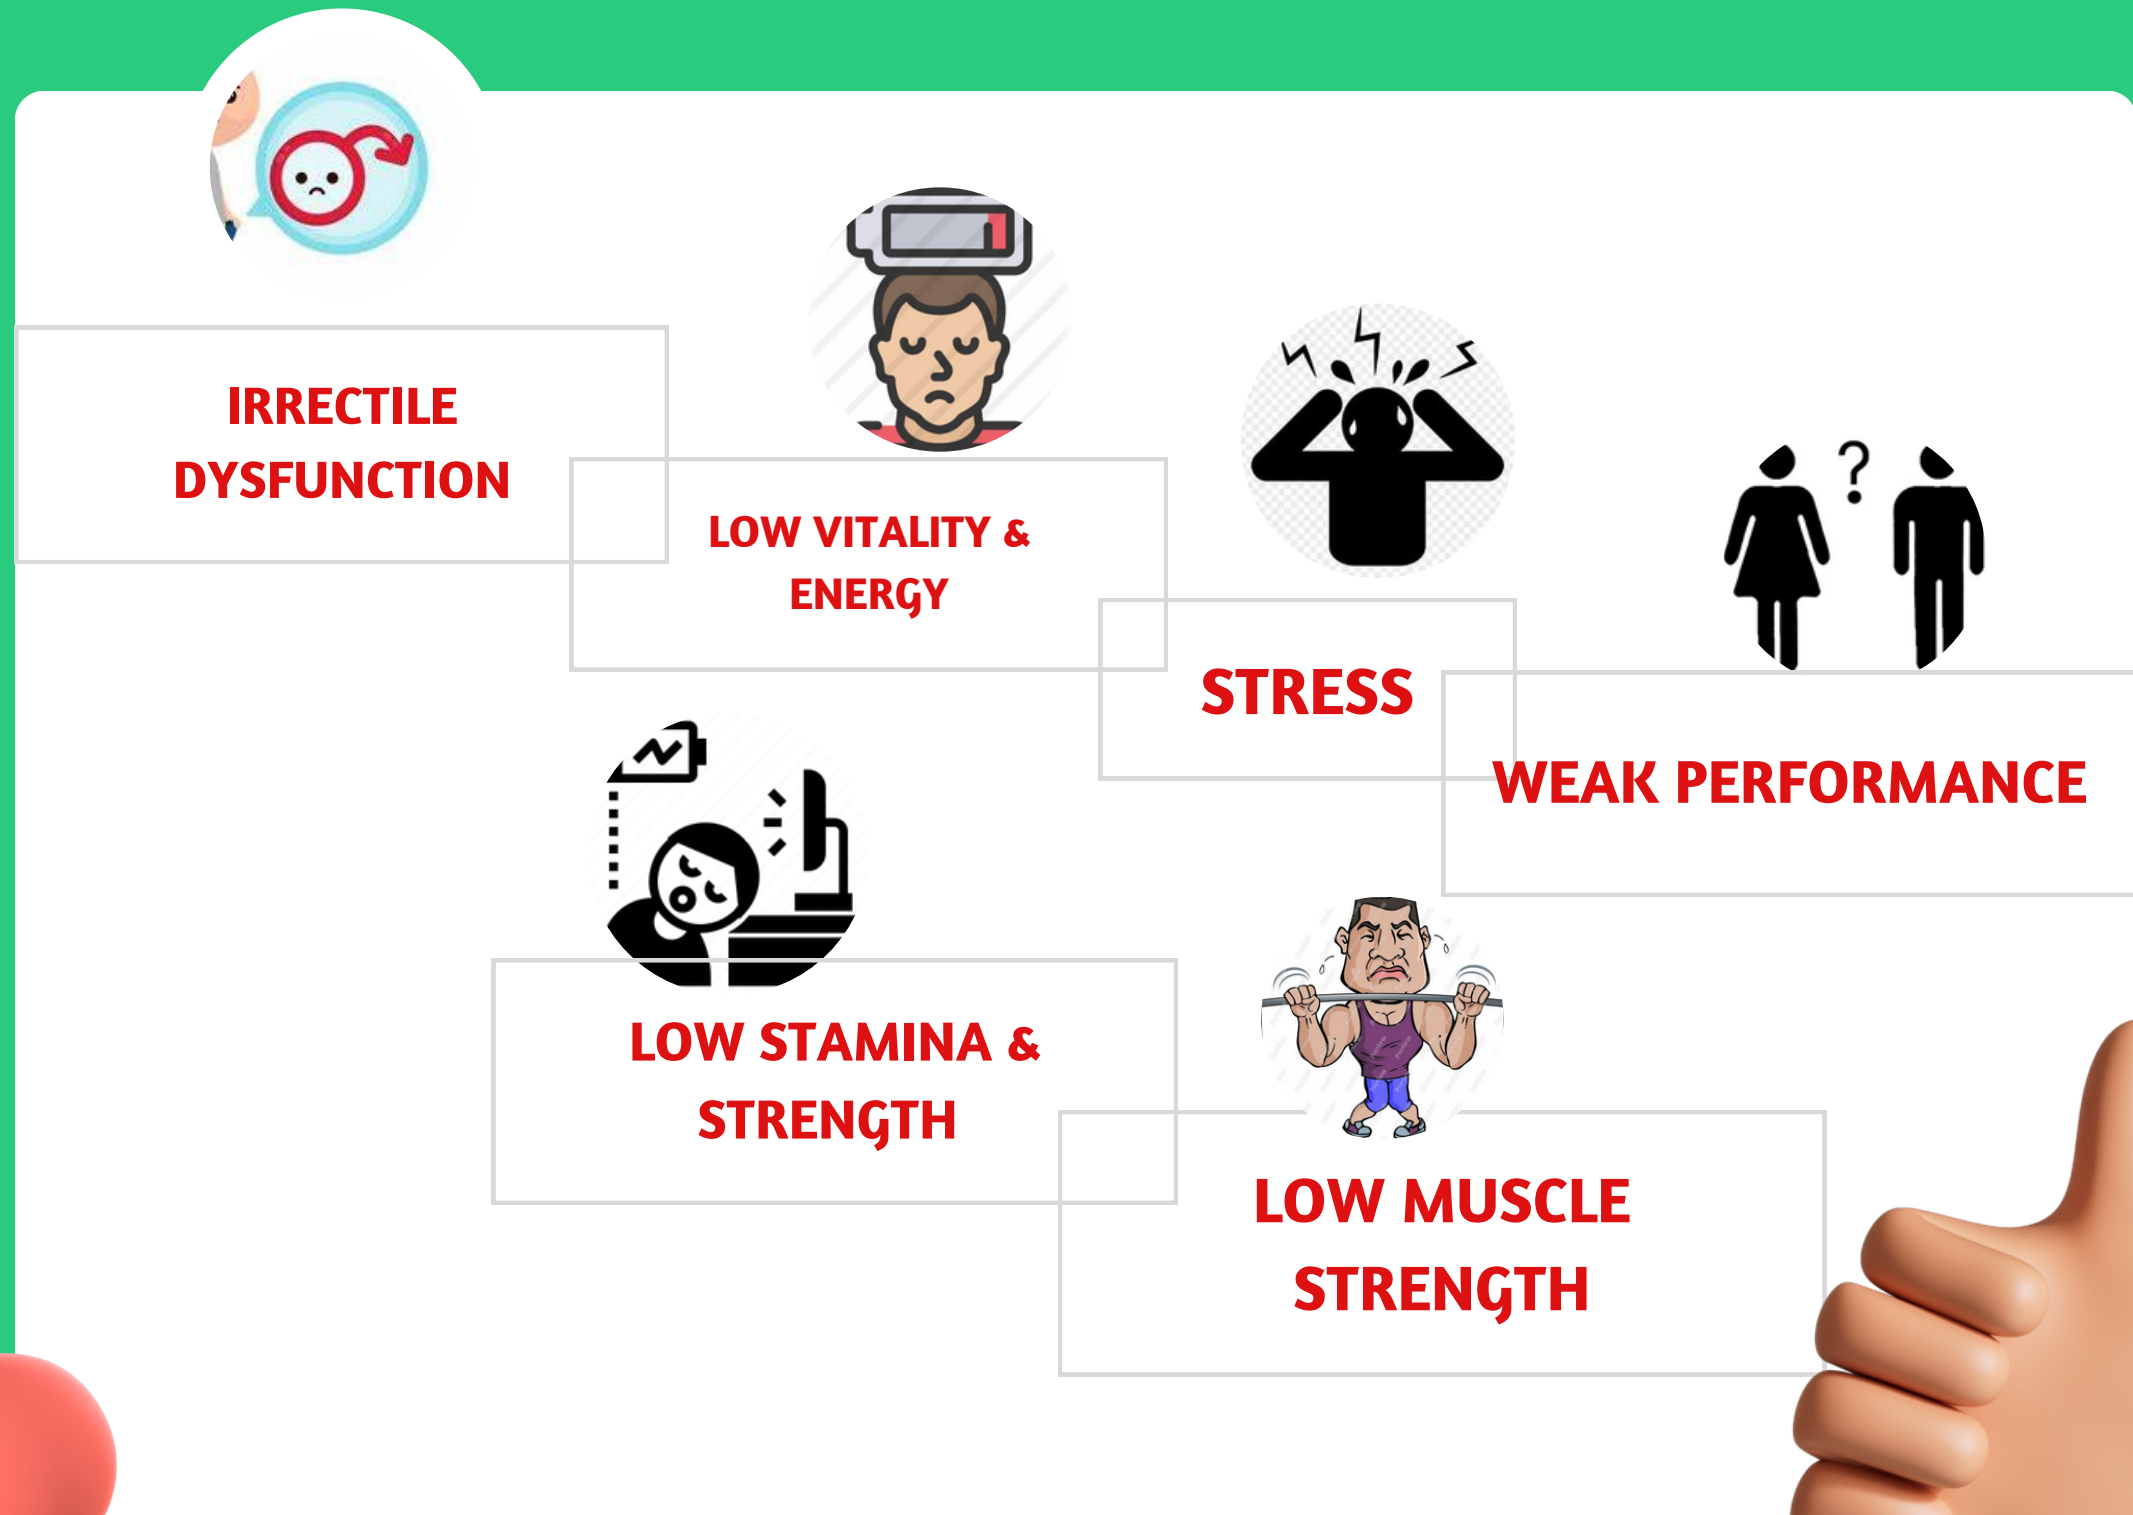 IRRECTILE
DYSFUNCTION
LOW VITALITY &
ENERGY
STRESS
?
WEAK PERFORMANCE
LOW STAMINA &
STRENGTH
LOW MUSCLE
STRENGTH